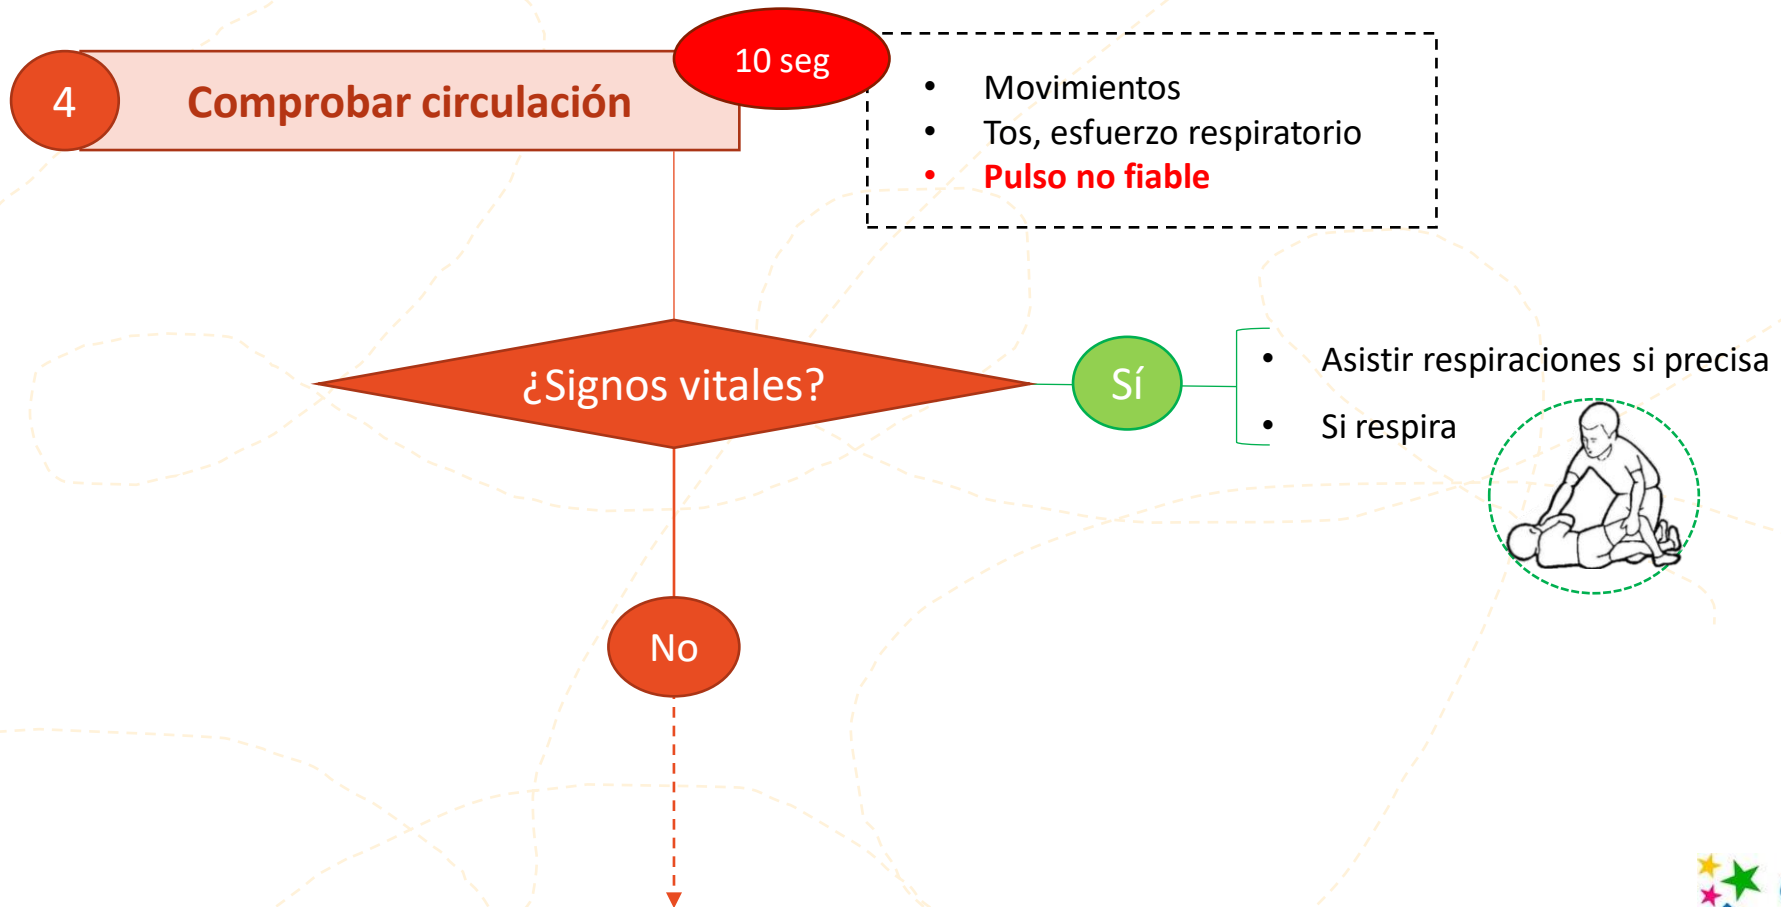 4
Comprobar circulación
10 seg
• Movimientos
• Tos, esfuerzo respiratorio
• Pulso no fiable
¿Signos vitales?
Sí
• Asistir respiraciones si precisa
• Si respira
No